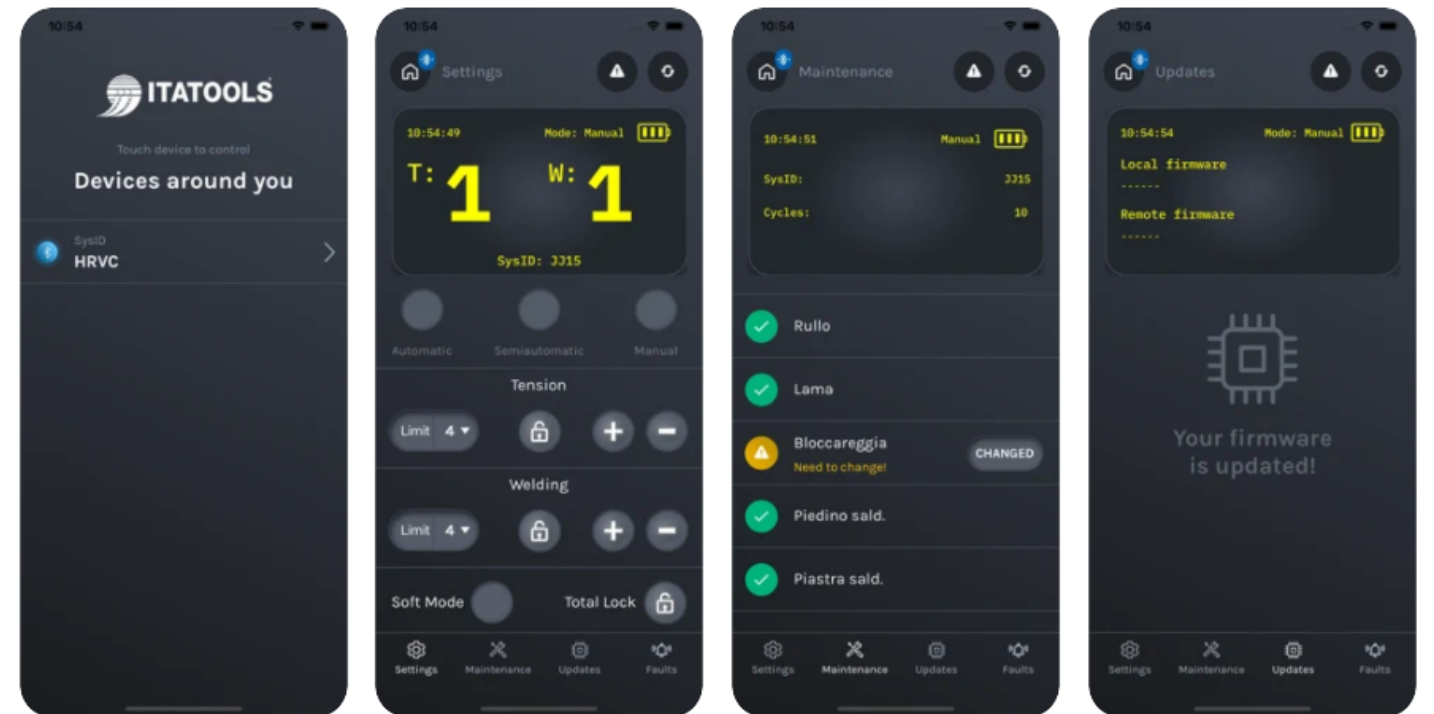 10:54
ITATOOLS
Touch device to control
Devices around you
SysID
HRVC
10:54
Settings
10:54:49 Mode: Manual
T: 1 W: 1
SysID: JJ15
Automatic Semiautomatic Manual
Tension
Limit 4
Welding
Limit 4
Soft Mode Total Lock
Settings Maintenance Updates Faults
10:54
Maintenance
10:54:51 Manual
SysID: JJ15
Cycles: 10
Rullo
Lama
Bloccareggia
Need to change!
CHANGED
Piedino sald.
Piastra sald.
Settings Maintenance Updates Faults
10:54
Updates
10:54:54 Mode: Manual
Local firmware
------
Remote firmware
------
Your firmware
is updated!
Settings Maintenance Updates Faults